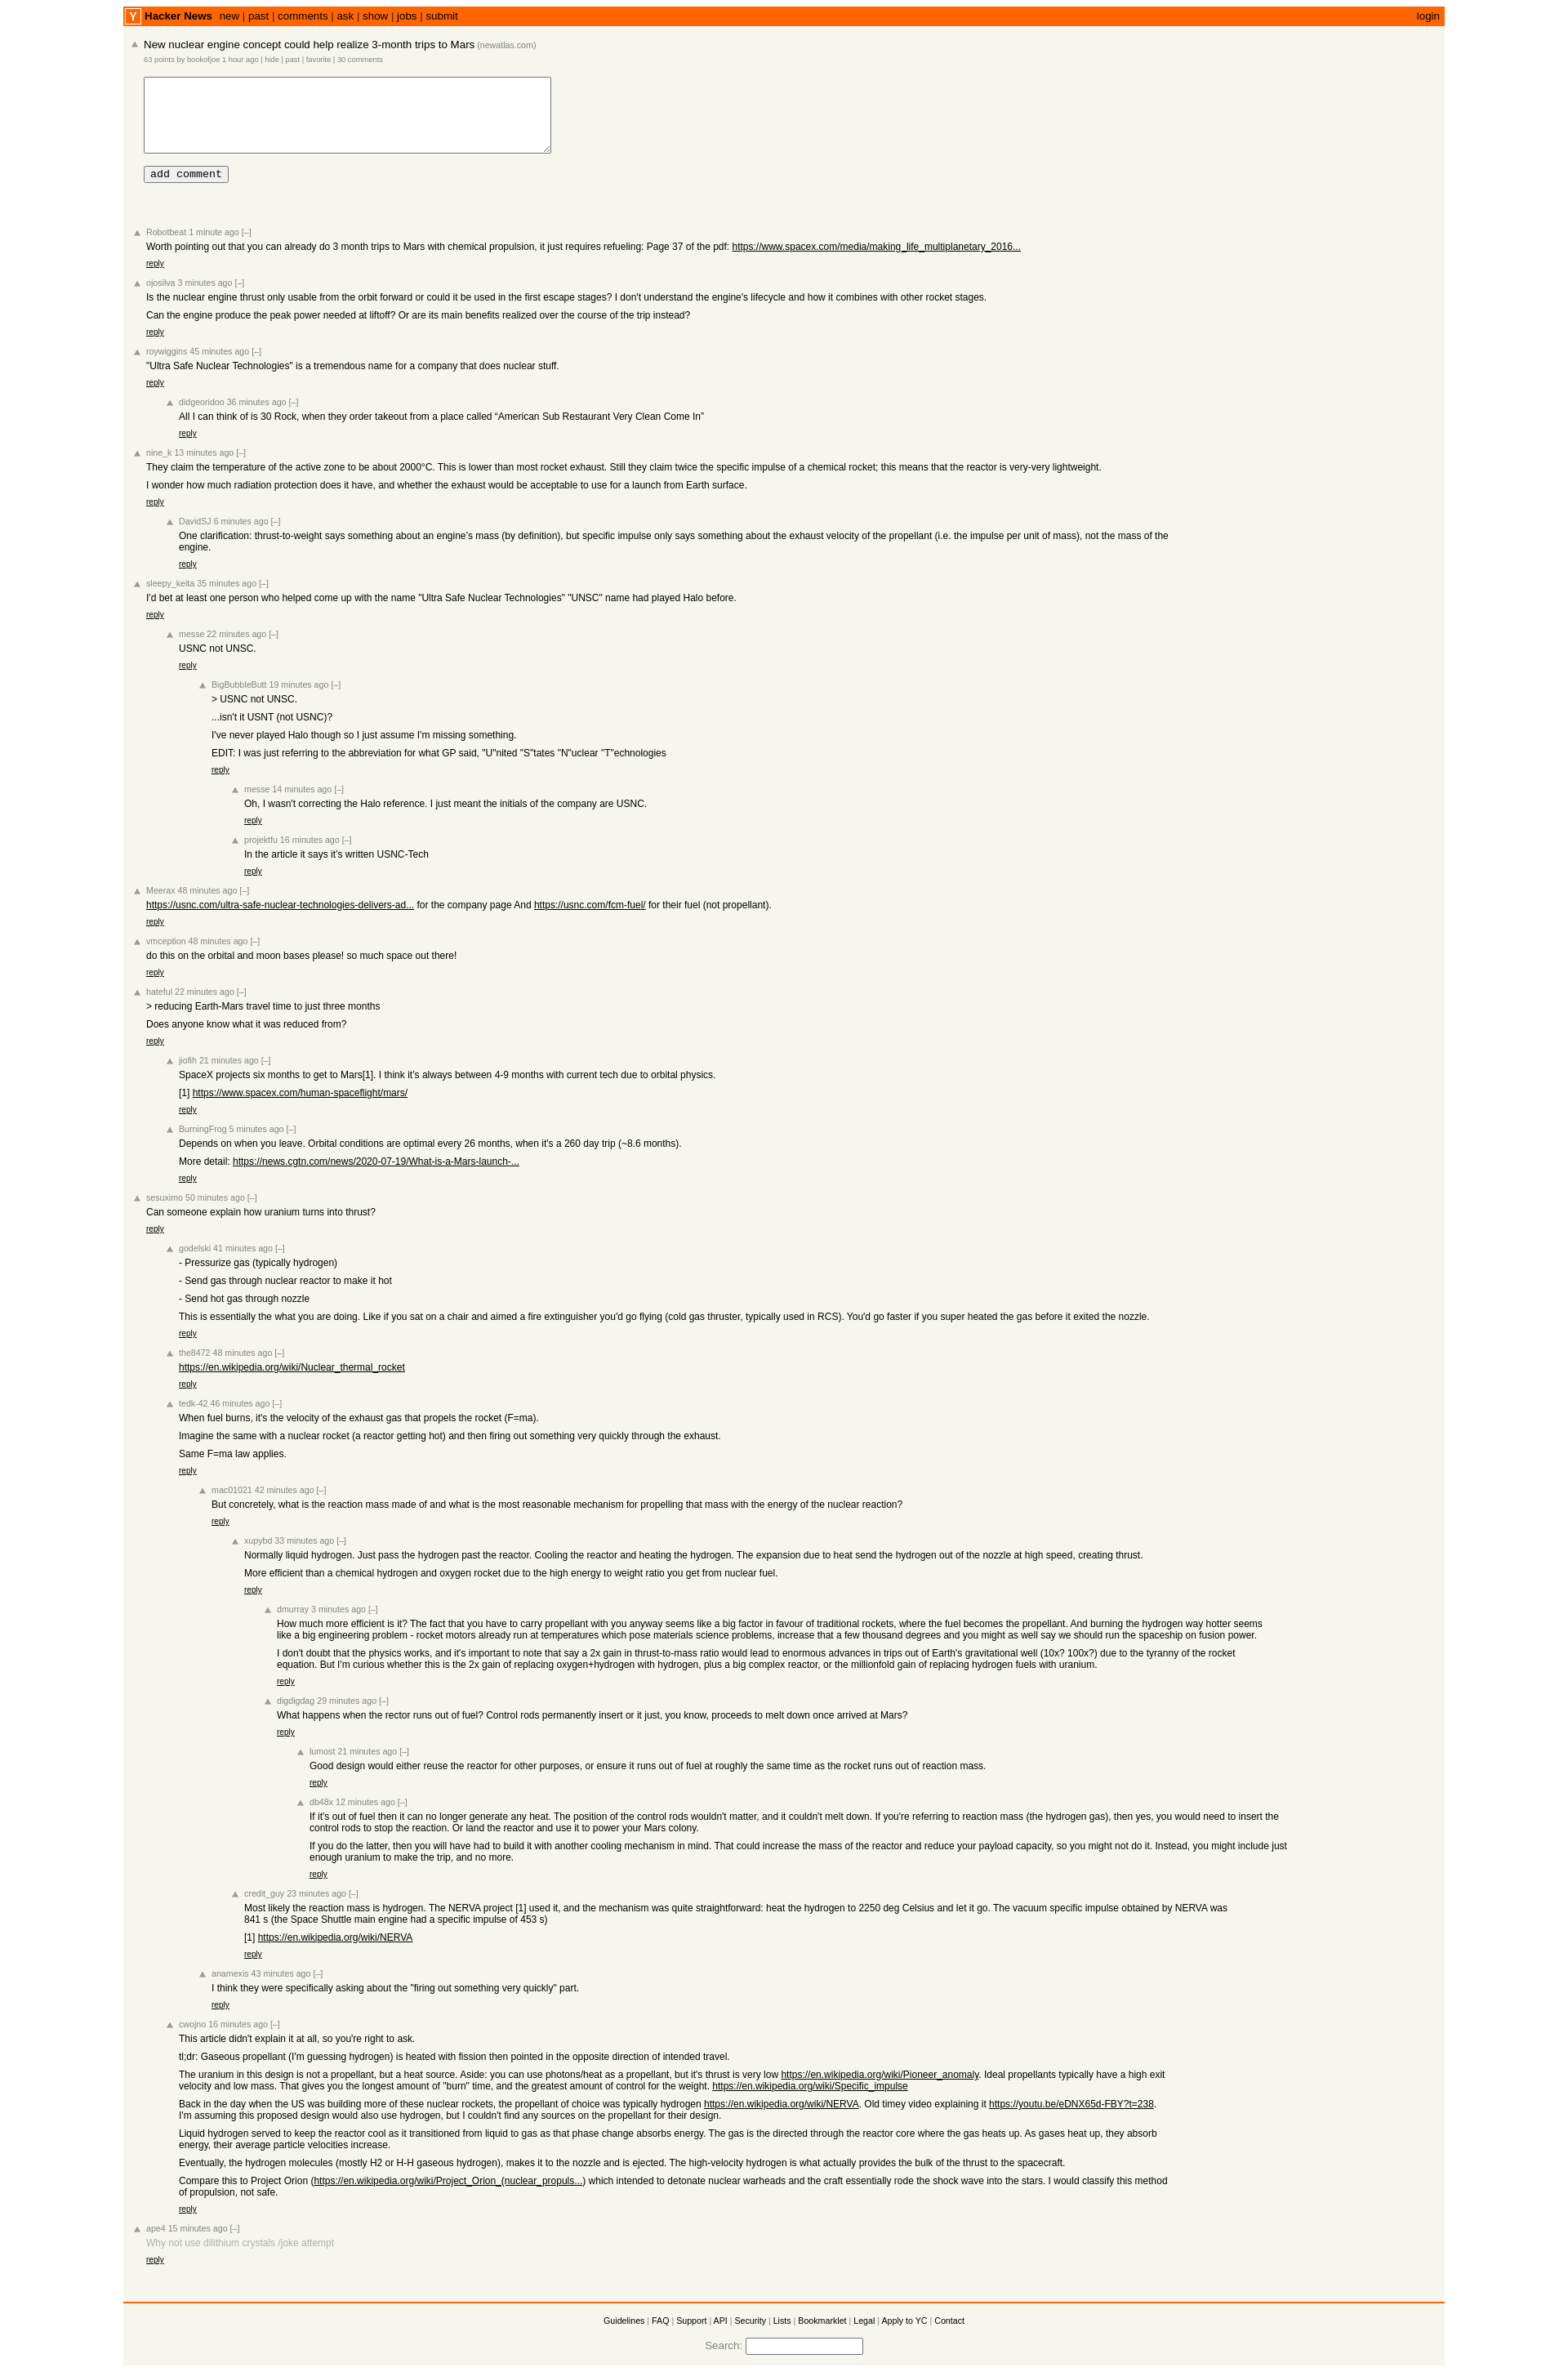 Y Hacker News new | past | comments | ask | show | jobs | submit login
New nuclear engine concept could help realize 3-month trips to Mars (newatlas.com)
63 points by bookofjoe 1 hour ago | hide | past | favorite | 30 comments
add comment
Robotbeat 1 minute ago [–]
Worth pointing out that you can already do 3 month trips to Mars with chemical propulsion, it just requires refueling: Page 37 of the pdf: https://www.spacex.com/media/making_life_multiplanetary_2016...
reply
ojosilva 3 minutes ago [–]
Is the nuclear engine thrust only usable from the orbit forward or could it be used in the first escape stages? I don't understand the engine's lifecycle and how it combines with other rocket stages.
Can the engine produce the peak power needed at liftoff? Or are its main benefits realized over the course of the trip instead?
reply
roywiggins 45 minutes ago [–]
"Ultra Safe Nuclear Technologies" is a tremendous name for a company that does nuclear stuff.
reply
didgeoridoo 36 minutes ago [–]
All I can think of is 30 Rock, when they order takeout from a place called “American Sub Restaurant Very Clean Come In”
reply
nine_k 13 minutes ago [–]
They claim the temperature of the active zone to be about 2000°C. This is lower than most rocket exhaust. Still they claim twice the specific impulse of a chemical rocket; this means that the reactor is very-very lightweight.
I wonder how much radiation protection does it have, and whether the exhaust would be acceptable to use for a launch from Earth surface.
reply
DavidSJ 6 minutes ago [–]
One clarification: thrust-to-weight says something about an engine's mass (by definition), but specific impulse only says something about the exhaust velocity of the propellant (i.e. the impulse per unit of mass), not the mass of the
engine.
reply
sleepy_keita 35 minutes ago [–]
I'd bet at least one person who helped come up with the name "Ultra Safe Nuclear Technologies" "UNSC" name had played Halo before.
reply
messe 22 minutes ago [–]
USNC not UNSC.
reply
BigBubbleButt 19 minutes ago [–]
> USNC not UNSC.
...isn't it USNT (not USNC)?
I've never played Halo though so I just assume I'm missing something.
EDIT: I was just referring to the abbreviation for what GP said, "U"nited "S"tates "N"uclear "T"echnologies
reply
messe 14 minutes ago [–]
Oh, I wasn't correcting the Halo reference. I just meant the initials of the company are USNC.
reply
projektfu 16 minutes ago [–]
In the article it says it's written USNC-Tech
reply
Meerax 48 minutes ago [–]
https://usnc.com/ultra-safe-nuclear-technologies-delivers-ad... for the company page And https://usnc.com/fcm-fuel/ for their fuel (not propellant).
reply
vmception 48 minutes ago [–]
do this on the orbital and moon bases please! so much space out there!
reply
hateful 22 minutes ago [–]
> reducing Earth-Mars travel time to just three months
Does anyone know what it was reduced from?
reply
jiofih 21 minutes ago [–]
SpaceX projects six months to get to Mars[1]. I think it's always between 4-9 months with current tech due to orbital physics.
[1] https://www.spacex.com/human-spaceflight/mars/
reply
BurningFrog 5 minutes ago [–]
Depends on when you leave. Orbital conditions are optimal every 26 months, when it's a 260 day trip (~8.6 months).
More detail: https://news.cgtn.com/news/2020-07-19/What-is-a-Mars-launch-...
reply
sesuximo 50 minutes ago [–]
Can someone explain how uranium turns into thrust?
reply
godelski 41 minutes ago [–]
- Pressurize gas (typically hydrogen)
- Send gas through nuclear reactor to make it hot
- Send hot gas through nozzle
This is essentially the what you are doing. Like if you sat on a chair and aimed a fire extinguisher you'd go flying (cold gas thruster, typically used in RCS). You'd go faster if you super heated the gas before it exited the nozzle.
reply
the8472 48 minutes ago [–]
https://en.wikipedia.org/wiki/Nuclear_thermal_rocket
reply
tedk-42 46 minutes ago [–]
When fuel burns, it's the velocity of the exhaust gas that propels the rocket (F=ma).
Imagine the same with a nuclear rocket (a reactor getting hot) and then firing out something very quickly through the exhaust.
Same F=ma law applies.
reply
mac01021 42 minutes ago [–]
But concretely, what is the reaction mass made of and what is the most reasonable mechanism for propelling that mass with the energy of the nuclear reaction?
reply
xupybd 33 minutes ago [–]
Normally liquid hydrogen. Just pass the hydrogen past the reactor. Cooling the reactor and heating the hydrogen. The expansion due to heat send the hydrogen out of the nozzle at high speed, creating thrust.
More efficient than a chemical hydrogen and oxygen rocket due to the high energy to weight ratio you get from nuclear fuel.
reply
dmurray 3 minutes ago [–]
How much more efficient is it? The fact that you have to carry propellant with you anyway seems like a big factor in favour of traditional rockets, where the fuel becomes the propellant. And burning the hydrogen way hotter seems
like a big engineering problem - rocket motors already run at temperatures which pose materials science problems, increase that a few thousand degrees and you might as well say we should run the spaceship on fusion power.
I don't doubt that the physics works, and it's important to note that say a 2x gain in thrust-to-mass ratio would lead to enormous advances in trips out of Earth's gravitational well (10x? 100x?) due to the tyranny of the rocket
equation. But I'm curious whether this is the 2x gain of replacing oxygen+hydrogen with hydrogen, plus a big complex reactor, or the millionfold gain of replacing hydrogen fuels with uranium.
reply
digdigdag 29 minutes ago [–]
What happens when the rector runs out of fuel? Control rods permanently insert or it just, you know, proceeds to melt down once arrived at Mars?
reply
lumost 21 minutes ago [–]
Good design would either reuse the reactor for other purposes, or ensure it runs out of fuel at roughly the same time as the rocket runs out of reaction mass.
reply
db48x 12 minutes ago [–]
If it's out of fuel then it can no longer generate any heat. The position of the control rods wouldn't matter, and it couldn't melt down. If you're referring to reaction mass (the hydrogen gas), then yes, you would need to insert the
control rods to stop the reaction. Or land the reactor and use it to power your Mars colony.
If you do the latter, then you will have had to build it with another cooling mechanism in mind. That could increase the mass of the reactor and reduce your payload capacity, so you might not do it. Instead, you might include just
enough uranium to make the trip, and no more.
reply
credit_guy 23 minutes ago [–]
Most likely the reaction mass is hydrogen. The NERVA project [1] used it, and the mechanism was quite straightforward: heat the hydrogen to 2250 deg Celsius and let it go. The vacuum specific impulse obtained by NERVA was
841 s (the Space Shuttle main engine had a specific impulse of 453 s)
[1] https://en.wikipedia.org/wiki/NERVA
reply
anamexis 43 minutes ago [–]
I think they were specifically asking about the "firing out something very quickly" part.
reply
cwojno 16 minutes ago [–]
This article didn't explain it at all, so you're right to ask.
tl;dr: Gaseous propellant (I'm guessing hydrogen) is heated with fission then pointed in the opposite direction of intended travel.
The uranium in this design is not a propellant, but a heat source. Aside: you can use photons/heat as a propellant, but it's thrust is very low https://en.wikipedia.org/wiki/Pioneer_anomaly. Ideal propellants typically have a high exit
velocity and low mass. That gives you the longest amount of "burn" time, and the greatest amount of control for the weight. https://en.wikipedia.org/wiki/Specific_impulse
Back in the day when the US was building more of these nuclear rockets, the propellant of choice was typically hydrogen https://en.wikipedia.org/wiki/NERVA. Old timey video explaining it https://youtu.be/eDNX65d-FBY?t=238.
I'm assuming this proposed design would also use hydrogen, but I couldn't find any sources on the propellant for their design.
Liquid hydrogen served to keep the reactor cool as it transitioned from liquid to gas as that phase change absorbs energy. The gas is the directed through the reactor core where the gas heats up. As gases heat up, they absorb
energy, their average particle velocities increase.
Eventually, the hydrogen molecules (mostly H2 or H-H gaseous hydrogen), makes it to the nozzle and is ejected. The high-velocity hydrogen is what actually provides the bulk of the thrust to the spacecraft.
Compare this to Project Orion (https://en.wikipedia.org/wiki/Project_Orion_(nuclear_propuls...) which intended to detonate nuclear warheads and the craft essentially rode the shock wave into the stars. I would classify this method
of propulsion, not safe.
reply
ape4 15 minutes ago [–]
Why not use dilithium crystals /joke attempt
reply
Guidelines | FAQ | Support | API | Security | Lists | Bookmarklet | Legal | Apply to YC | Contact
Search: